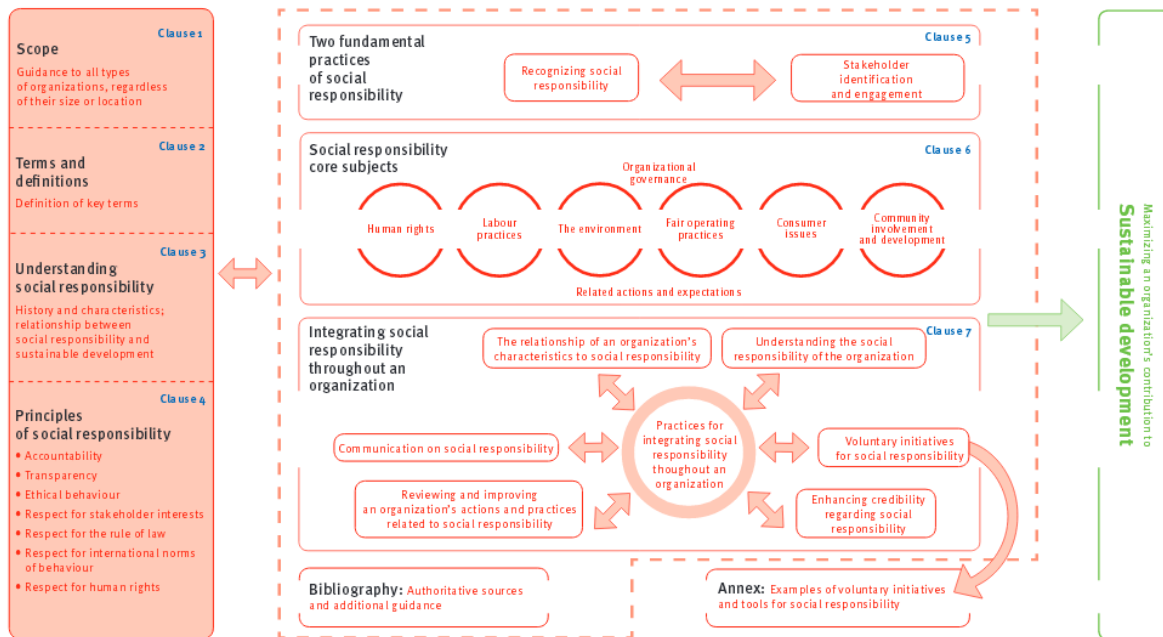 Clause 1
Scope
Guidance to all types
of organizations, regardless
of their size or location
Clause 2
Terms and
definitions
Definition of key terms
Clause 3
Understanding
social responsibility
History and characteristics;
relationship between
social responsibility and
sustainable development
Clause 4
Principles
of social responsibility
• Accountability
• Transparency
• Ethical behaviour
• Respect for stakeholder interests
• Respect for the rule of law
• Respect for international norms
of behaviour
• Respect for human rights
Two fundamental
practices
of social
responsibility
Clause 5
Recognizing social
responsibility
Stakeholder
identification
and engagement
Social responsibility
core subjects
Clause 6
Organizational
governance
Human rights
Labour
practices
The environment
Fair operating
practices
Consumer
issues
Community
involvement
and development
Related actions and expectations
Integrating social
responsibility
throughout an
organization
Clause 7
The relationship of an organization's
characteristics to social responsibility
Understanding the social
responsibility of the organization
Practices for
integrating social
responsibility
thoughout an
organization
Communication on social responsibility
Voluntary initiatives
for social responsibility
Reviewing and improving
an organization's actions and practices
related to social responsibility
Enhancing credibility
regarding social
responsibility
Bibliography: Authoritative sources
and additional guidance
Annex: Examples of voluntary initiatives
and tools for social responsibility
Maximizing an organization's contribution to
Sustainable development